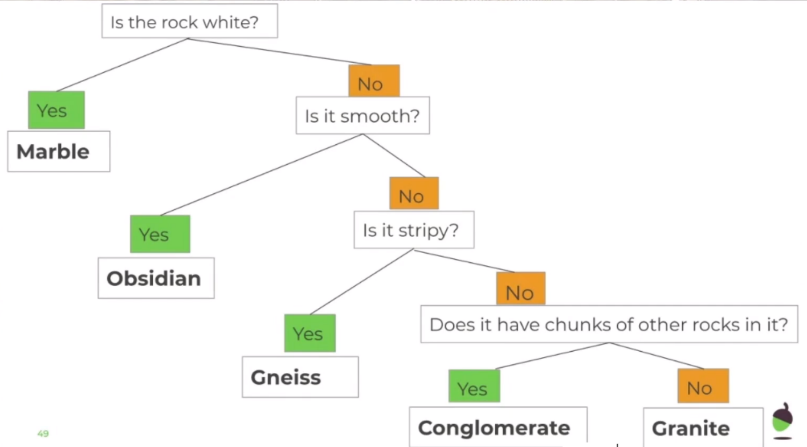 Is the rock white?
No
Yes
Is it smooth?
Marble
No
Yes
Is it stripy?
Obsidian
No
Yes
Does it have chunks of other rocks in it?
Gneiss
Yes
No
Conglomerate
Granite
49